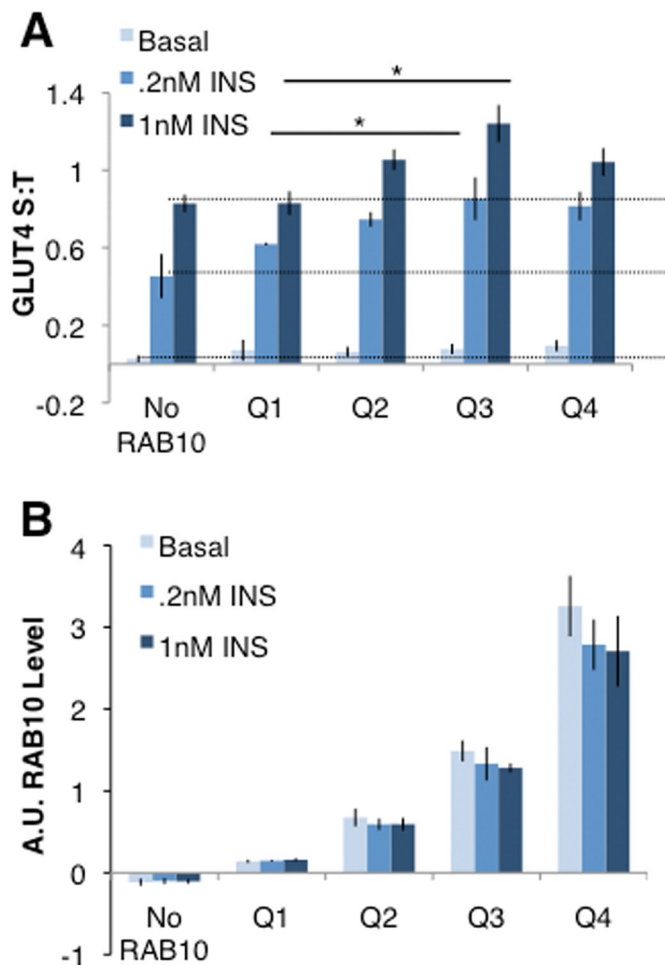 A
Basal
.2nM INS
1nM INS
*
*
GLUT4 S:T
1.4
1
0.6
0.2
-0.2
No RAB10
Q1
Q2
Q3
Q4
B
Basal
.2nM INS
1nM INS
A.U. RAB10 Level
4
3
2
1
0
-1
No RAB10
Q1
Q2
Q3
Q4